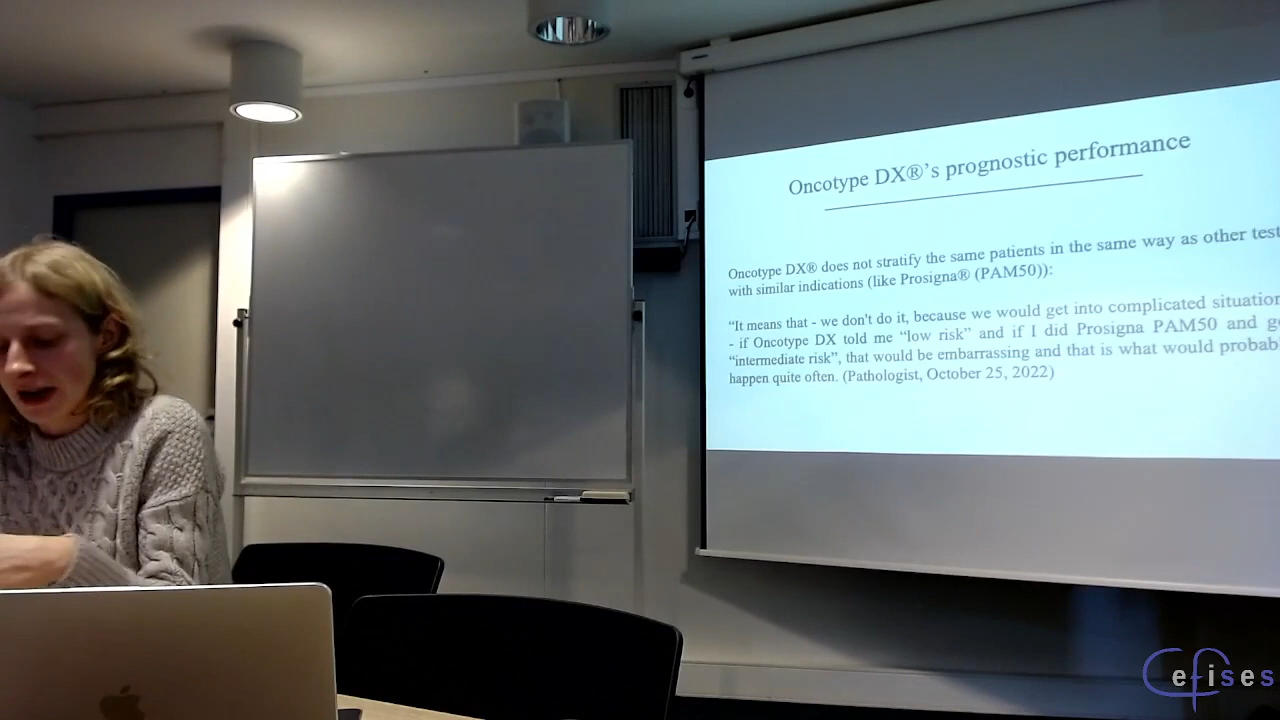 Oncotype DX®'s prognostic performance
Oncotype DX® does not stratify the same patients in the same way as other test
with similar indications (like Prosigna® (PAM50)):
“It means that - we don't do it, because we would get into complicated situation
- if Oncotype DX told me “low risk” and if I did Prosigna PAM50 and
“intermediate risk”, that would be embarrassing and that is what would
happen quite often. (Pathologist, October 25, 2022)
Cefises